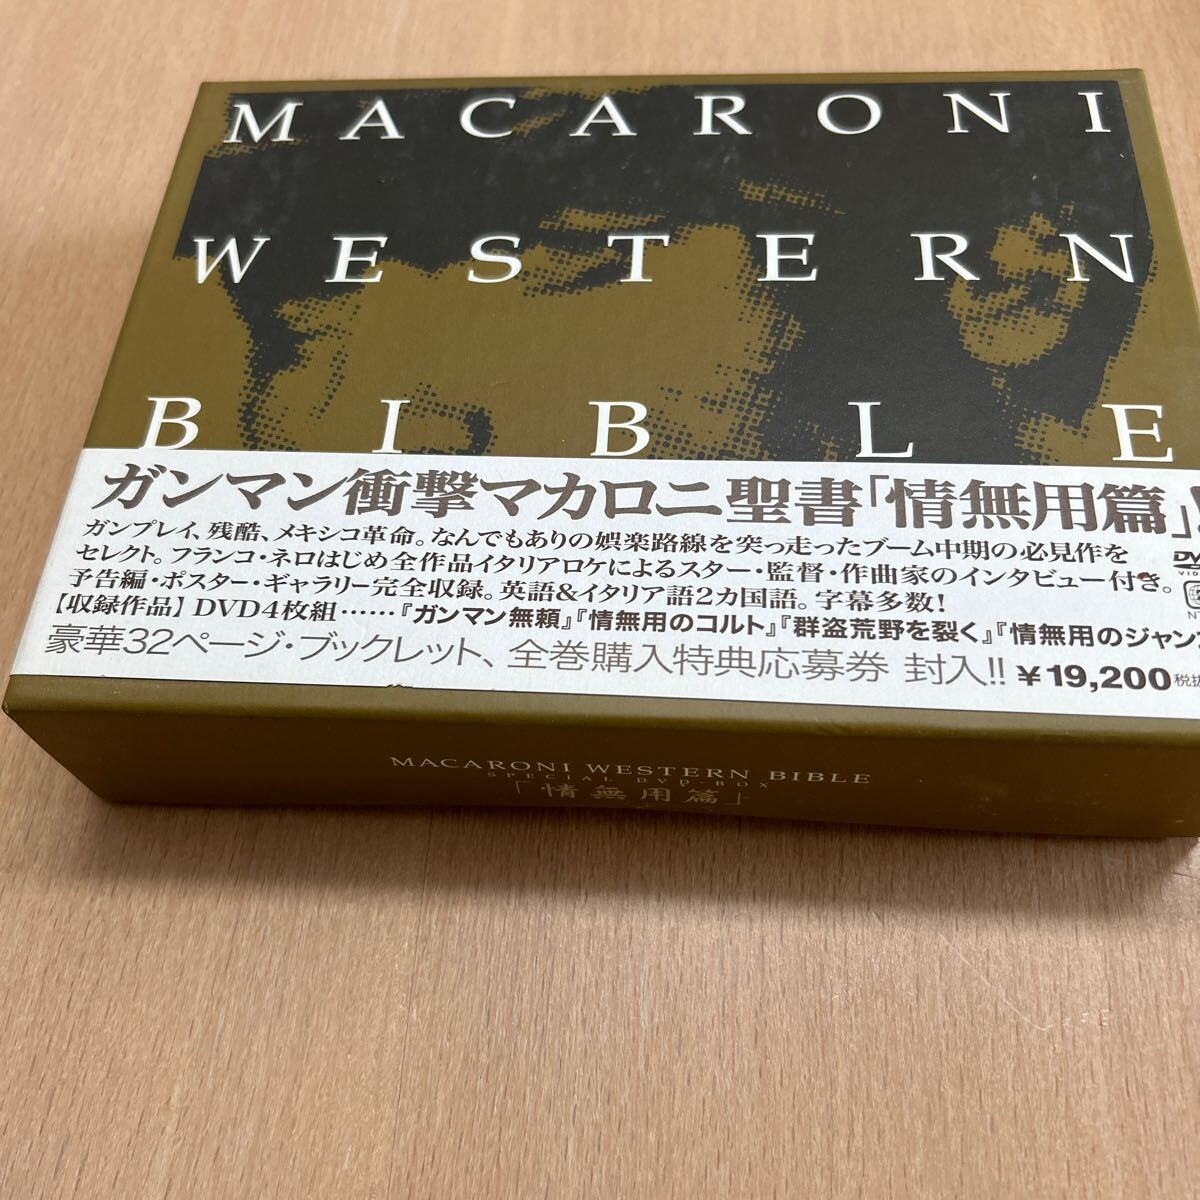 MACARONI
WESTERN
BIBLE
ガンマン衝撃マカロニ聖書「情無用篇」
ガンプレイ、残酷、メキシコ革命。なんでもありの娯楽路線を突っ走ったブーム中期の必見作を
セレクト。フランコ・ネロはじめ全作品イタリアロケによるスター・監督・作曲家のインタビュー付き。
予告編・ポスター・ギャラリー完全収録。英語&イタリア語2カ国語。字幕多数!
【収録作品】DVD4枚組……『ガンマン無頼』『情無用のコルト』『群盗荒野を裂く』『情無用のジャン
豪華32ページ・ブックレット、全巻購入特典応募券 封入!! ¥19,200税抜
MACARONI WESTERN BIBLE
SPECIAL DVD-BOX
「情無用篇」